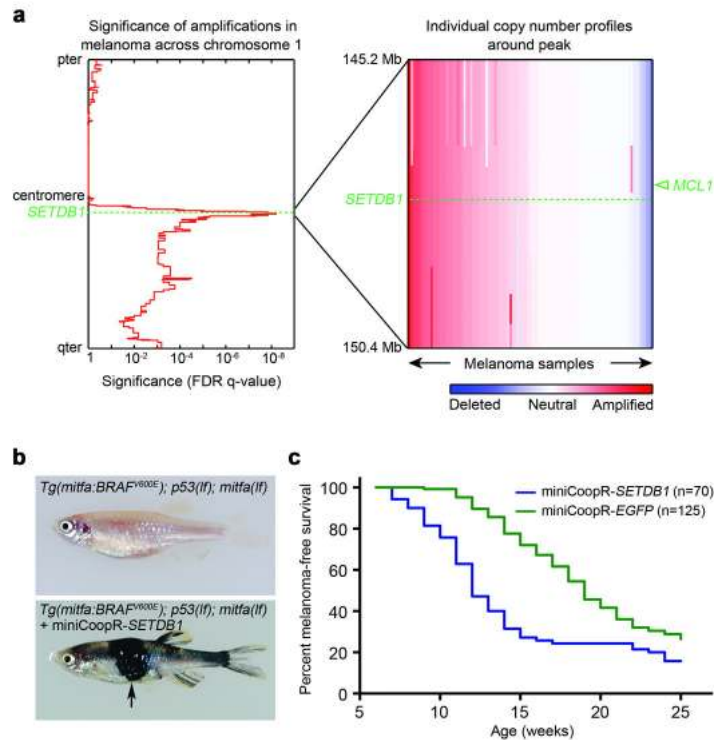 a
Significance of amplifications in
melanoma across chromosome 1
Individual copy number profiles
around peak
pter
centromere
SETDB1
qter
1 10⁻² 10⁻⁴ 10⁻⁶ 10⁻⁸
Significance (FDR q-value)
145.2 Mb
SETDB1
MCL1
150.4 Mb
Melanoma samples
Deleted Neutral Amplified
b
Tg(mitfa:BRAFⱽ⁶⁰⁰ᴱ); p53(lf); mitfa(lf)
Tg(mitfa:BRAFⱽ⁶⁰⁰ᴱ); p53(lf); mitfa(lf)
+ miniCoopR-SETDB1
c
Percent melanoma-free survival
100
80
60
40
20
0
miniCoopR-SETDB1 (n=70)
miniCoopR-EGFP (n=125)
5 10 15 20 25
Age (weeks)